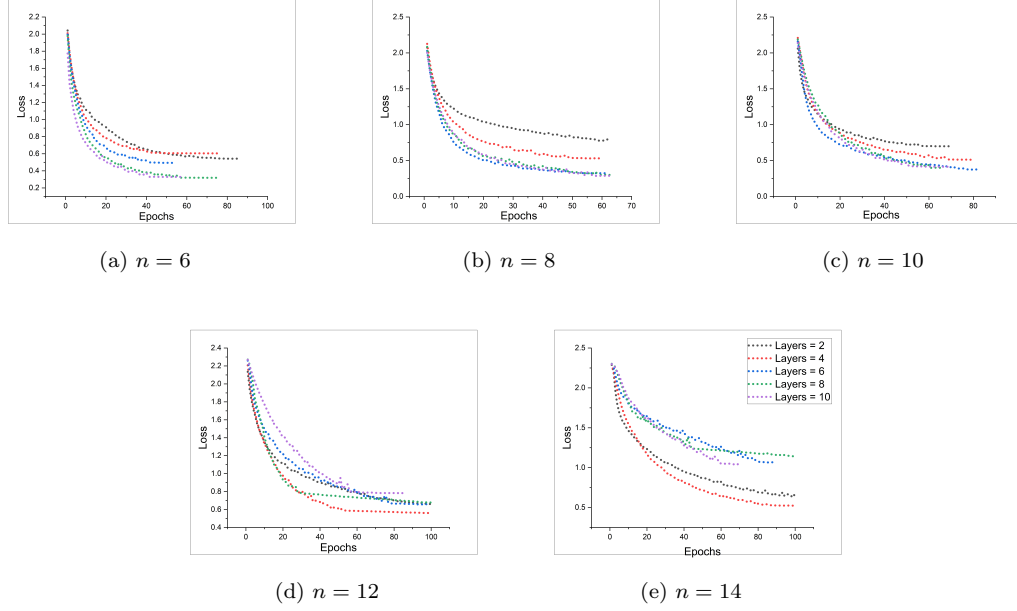 2.2
2.0
1.8
1.6
1.4
1.2
1.0
0.8
0.6
0.4
0.2
Loss
0 20 40 60 80 100
Epochs
2.5
2.0
1.5
1.0
0.5
0.0
Loss
0 10 20 30 40 50 60 70
Epochs
2.5
2.0
1.5
1.0
0.5
0.0
Loss
0 20 40 60 80
Epochs
(a) n = 6
(b) n = 8
(c) n = 10
2.4
2.2
2.0
1.8
1.6
1.4
1.2
1.0
0.8
0.6
0.4
Loss
0 20 40 60 80 100
Epochs
2.5
2.0
1.5
1.0
0.5
Loss
0 20 40 60 80 100
Epochs
Layers = 2
Layers = 4
Layers = 6
Layers = 8
Layers = 10
(d) n = 12
(e) n = 14